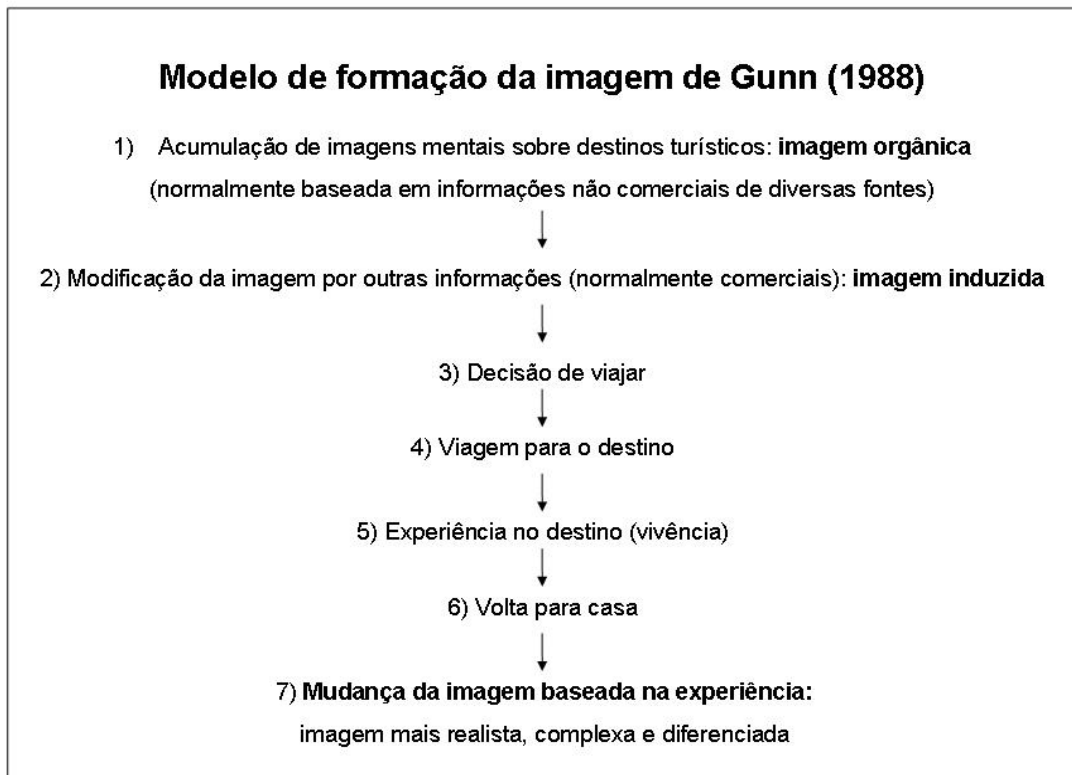 Modelo de formação da imagem de Gunn (1988)
1) Acumulação de imagens mentais sobre destinos turísticos: imagem orgânica
(normalmente baseada em informações não comerciais de diversas fontes)
2) Modificação da imagem por outras informações (normalmente comerciais): imagem induzida
3) Decisão de viajar
4) Viagem para o destino
5) Experiência no destino (vivência)
6) Volta para casa
7) Mudança da imagem baseada na experiência:
imagem mais realista, complexa e diferenciada